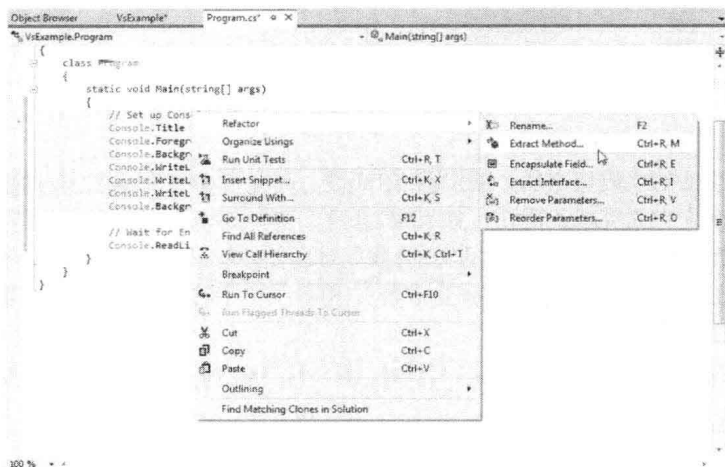 Object Browser VsExample* Program.cs*
VsExample.Program Main(string[] args)
{
class Program
{
static void Main(string[] args)
{
// Set up Cons
Console.Title
Console.Foregr
Console.Backgr
Console.WriteL
Console.WriteL
Console.WriteL
Console.Backgr
// Wait for En
Console.ReadLi
}
}
}
Refactor
Organize Usings
Run Unit Tests Ctrl+R, T
Insert Snippet... Ctrl+K, X
Surround With... Ctrl+K, S
Go To Definition F12
Find All References Ctrl+K, R
View Call Hierarchy Ctrl+K, Ctrl+T
Breakpoint
Run To Cursor Ctrl+F10
Run Flagged Threads To Cursor
Cut Ctrl+X
Copy Ctrl+C
Paste Ctrl+V
Outlining
Find Matching Clones in Solution
Rename... F2
Extract Method... Ctrl+R, M
Encapsulate Field... Ctrl+R, E
Extract Interface... Ctrl+R, I
Remove Parameters... Ctrl+R, V
Reorder Parameters... Ctrl+R, O
100 %